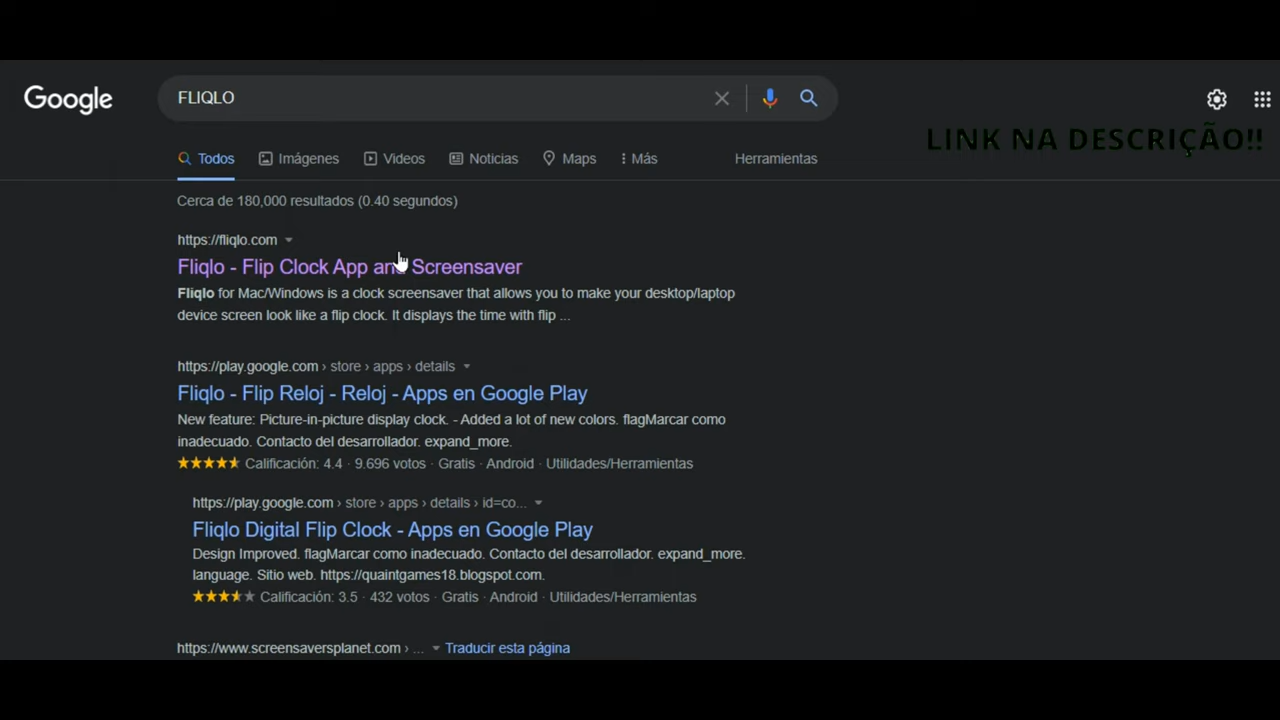 Google
FLIQLO
LINK NA DESCRIÇÃO!!
Todos Imágenes Videos Noticias Maps Más Herramientas
Cerca de 180,000 resultados (0.40 segundos)
https://fliqlo.com
Fliqlo - Flip Clock App and Screensaver
Fliqlo for Mac/Windows is a clock screensaver that allows you to make your desktop/laptop
device screen look like a flip clock. It displays the time with flip ...
https://play.google.com › store › apps › details
Fliqlo - Flip Reloj - Reloj - Apps en Google Play
New feature: Picture-in-picture display clock. - Added a lot of new colors. flagMarcar como
inadecuado. Contacto del desarrollador. expand_more.
Calificación: 4.4 · 9.696 votos · Gratis · Android · Utilidades/Herramientas
https://play.google.com › store › apps › details › id=co...
Fliqlo Digital Flip Clock - Apps en Google Play
Design Improved. flagMarcar como inadecuado. Contacto del desarrollador. expand_more.
language. Sitio web. https://quaintgames18.blogspot.com.
Calificación: 3.5 · 432 votos · Gratis · Android · Utilidades/Herramientas
https://www.screensaversplanet.com › ... Traducir esta página